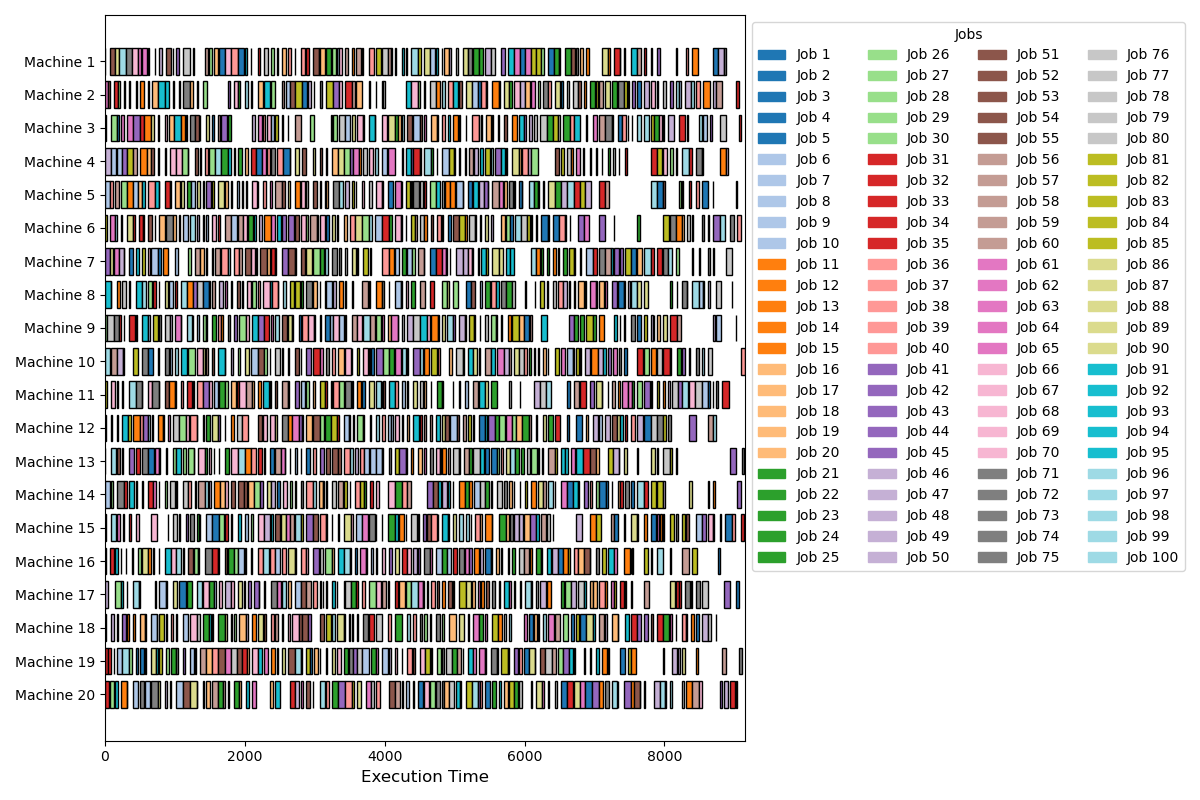 Machine 1
Machine 2
Machine 3
Machine 4
Machine 5
Machine 6
Machine 7
Machine 8
Machine 9
Machine 10
Machine 11
Machine 12
Machine 13
Machine 14
Machine 15
Machine 16
Machine 17
Machine 18
Machine 19
Machine 20
0 2000 4000 6000 8000
Execution Time
Jobs
Job 1 Job 26 Job 51 Job 76
Job 2 Job 27 Job 52 Job 77
Job 3 Job 28 Job 53 Job 78
Job 4 Job 29 Job 54 Job 79
Job 5 Job 30 Job 55 Job 80
Job 6 Job 31 Job 56 Job 81
Job 7 Job 32 Job 57 Job 82
Job 8 Job 33 Job 58 Job 83
Job 9 Job 34 Job 59 Job 84
Job 10 Job 35 Job 60 Job 85
Job 11 Job 36 Job 61 Job 86
Job 12 Job 37 Job 62 Job 87
Job 13 Job 38 Job 63 Job 88
Job 14 Job 39 Job 64 Job 89
Job 15 Job 40 Job 65 Job 90
Job 16 Job 41 Job 66 Job 91
Job 17 Job 42 Job 67 Job 92
Job 18 Job 43 Job 68 Job 93
Job 19 Job 44 Job 69 Job 94
Job 20 Job 45 Job 70 Job 95
Job 21 Job 46 Job 71 Job 96
Job 22 Job 47 Job 72 Job 97
Job 23 Job 48 Job 73 Job 98
Job 24 Job 49 Job 74 Job 99
Job 25 Job 50 Job 75 Job 100